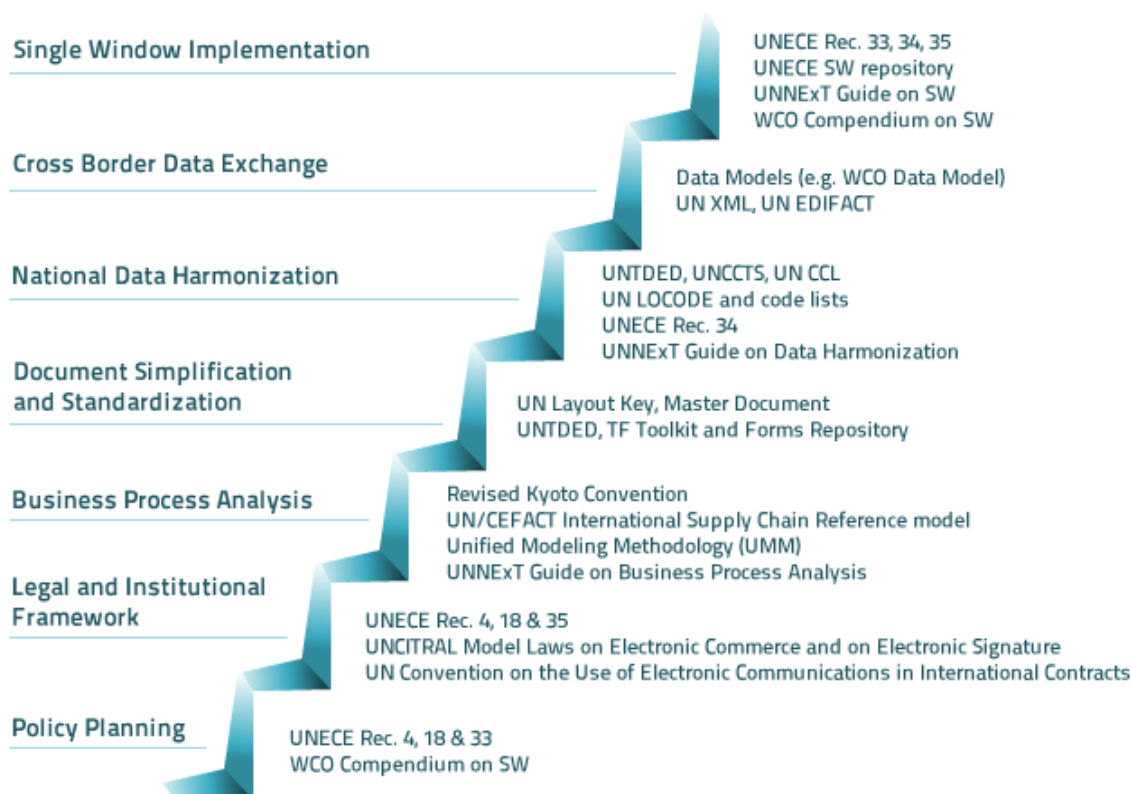 Single Window Implementation
UNECE Rec. 33, 34, 35
UNECE SW repository
UNNExT Guide on SW
WCO Compendium on SW
Cross Border Data Exchange
Data Models (e.g. WCO Data Model)
UN XML, UN EDIFACT
National Data Harmonization
UNTDED, UNCCTS, UN CCL
UN LOCODE and code lists
UNECE Rec. 34
UNNExT Guide on Data Harmonization
Document Simplification
and Standardization
UN Layout Key, Master Document
UNTDED, TF Toolkit and Forms Repository
Business Process Analysis
Revised Kyoto Convention
UN/CEFACT International Supply Chain Reference model
Unified Modeling Methodology (UMM)
UNNExT Guide on Business Process Analysis
Legal and Institutional
Framework
UNECE Rec. 4, 18 & 35
UNCITRAL Model Laws on Electronic Commerce and on Electronic Signature
UN Convention on the Use of Electronic Communications in International Contracts
Policy Planning
UNECE Rec. 4, 18 & 33
WCO Compendium on SW